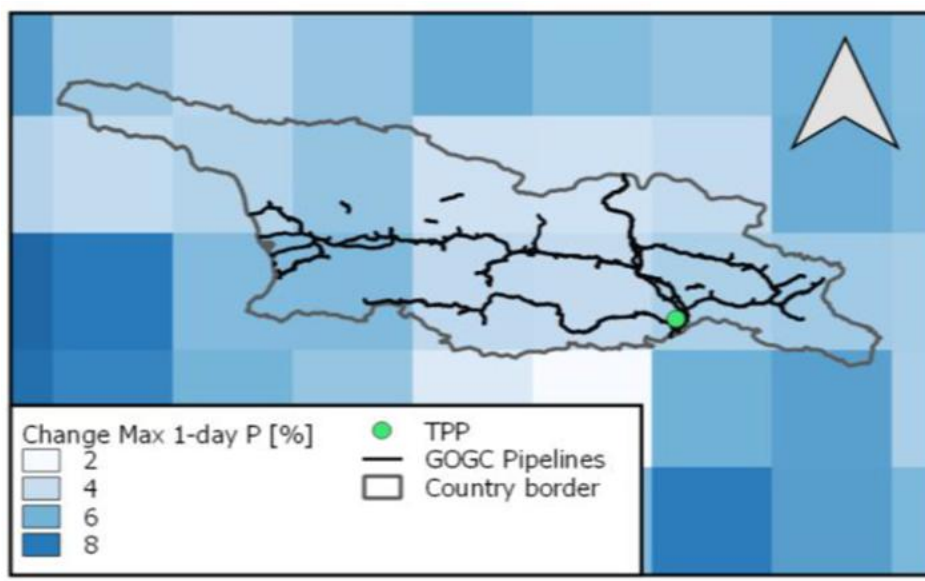 Change Max 1-day P [%]
2
4
6
8
TPP
GOGC Pipelines
Country border